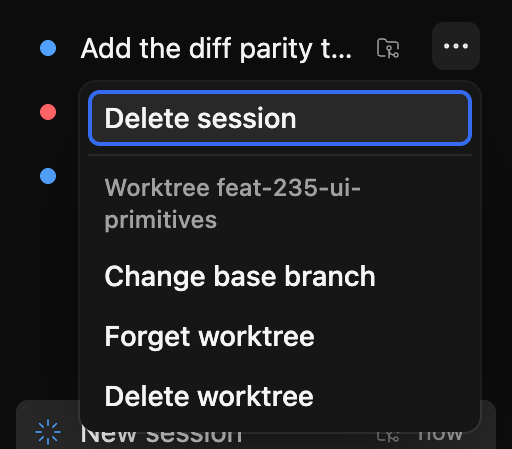 Add the diff parity t...
Delete session
Worktree feat-235-ui-
primitives
Change base branch
Forget worktree
Delete worktree
New session now